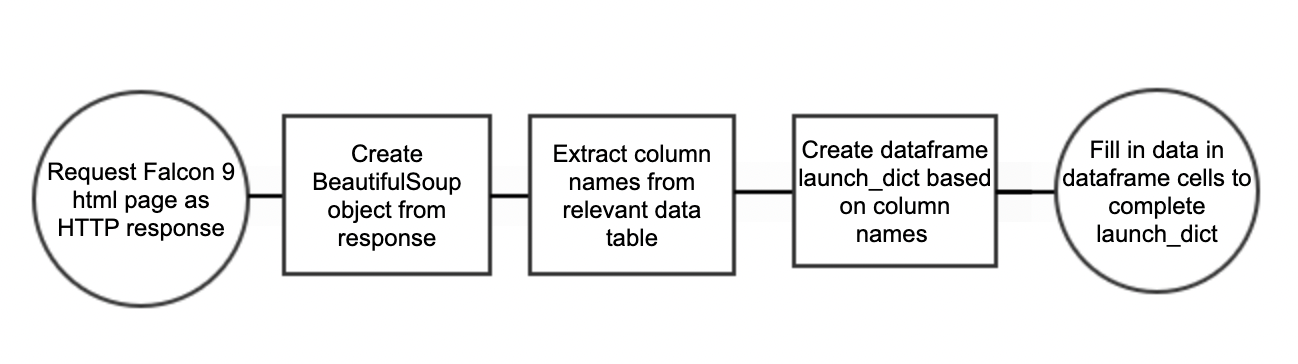 Request Falcon 9
html page as
HTTP response
Create
BeautifulSoup
object from
response
Extract column
names from
relevant data
table
Create dataframe
launch_dict based
on column
names
Fill in data in
dataframe cells to
complete
launch_dict